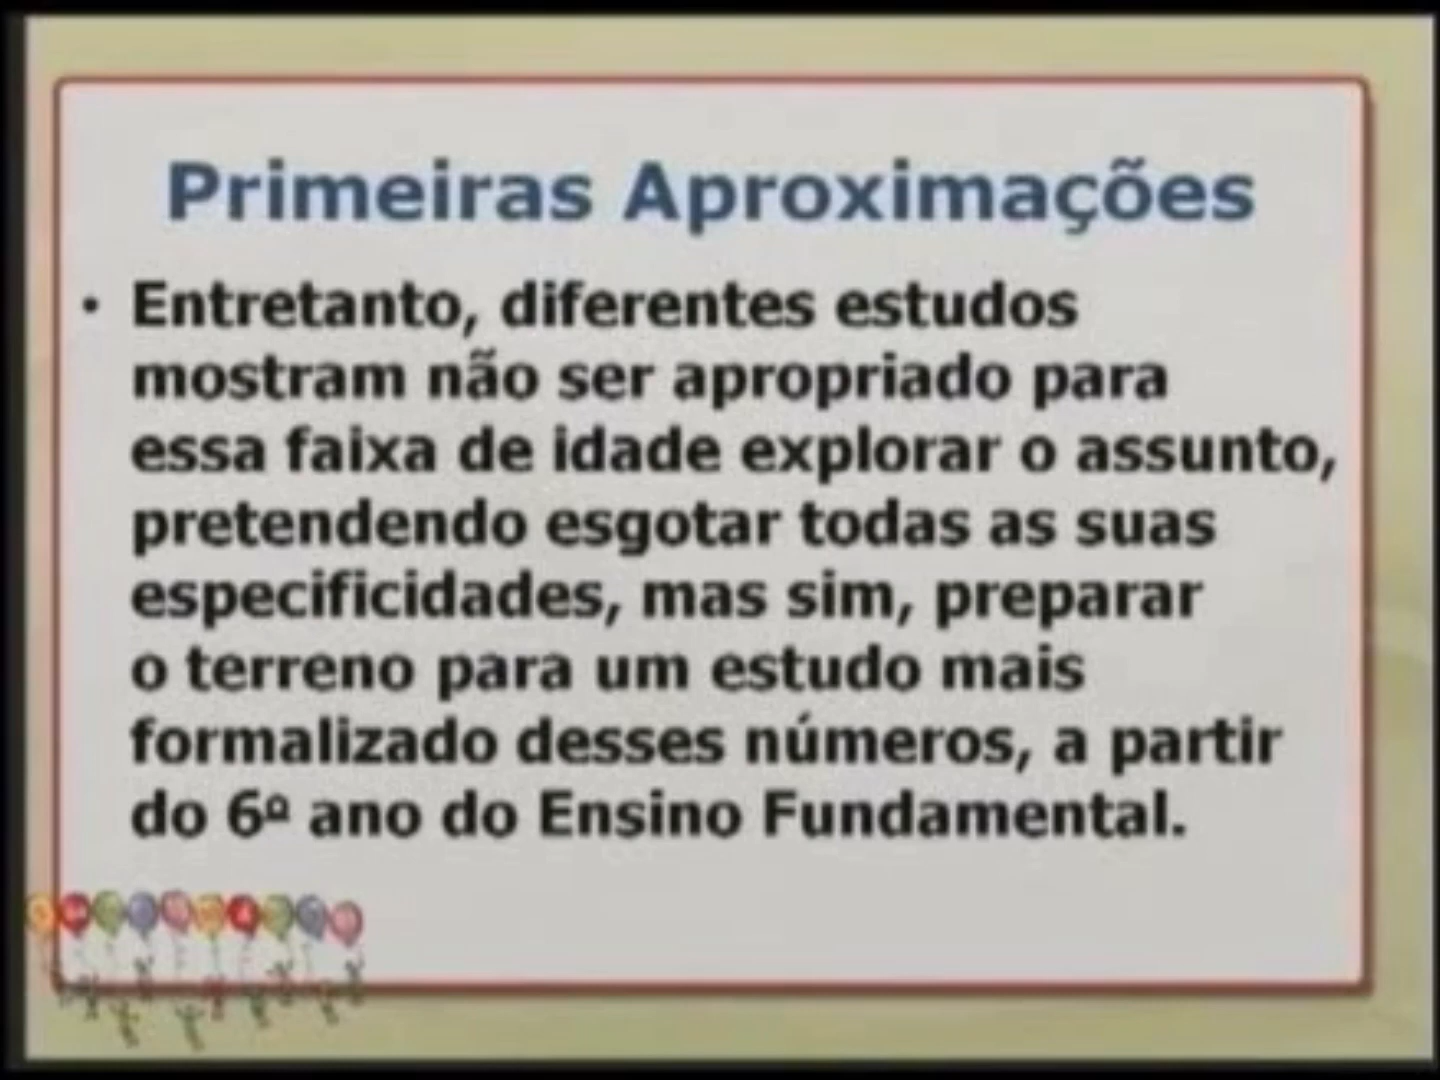 Primeiras Aproximações
• Entretanto, diferentes estudos
mostram não ser apropriado para
essa faixa de idade explorar o assunto,
pretendendo esgotar todas as suas
especificidades, mas sim, preparar
o terreno para um estudo mais
formalizado desses números, a partir
do 6º ano do Ensino Fundamental.